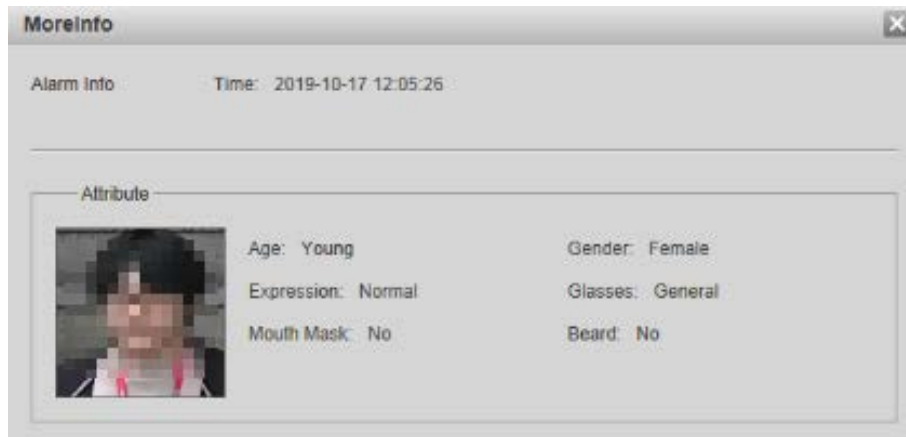 MoreInfo
Alarm Info Time: 2019-10-17 12:05:26
Attribute
Age: Young Gender: Female
Expression: Normal Glasses: General
Mouth Mask: No Beard: No